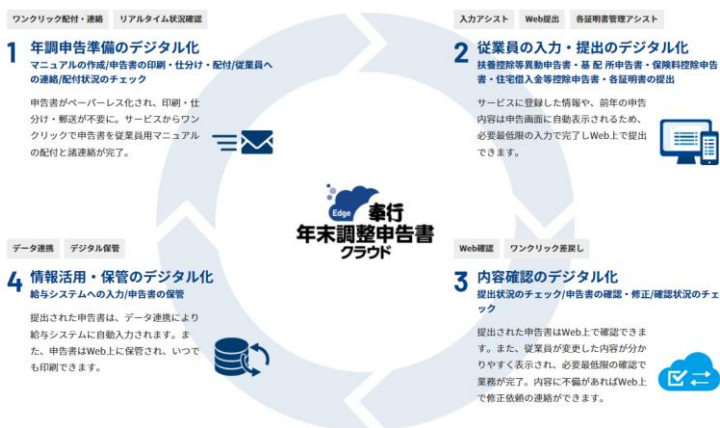 ワンクリック配付・連絡 リアルタイム状況確認
1 年調申告準備のデジタル化
マニュアルの作成/申告書の印刷・仕分け・配付/従業員へ
の連絡/配付状況のチェック
申告書がペーパーレス化され、印刷・仕
分け・郵送が不要に。サービスからワン
クリックで申告書を従業員用マニュアル
の配付と諸連絡が完了。
入力アシスト Web提出 各証明書管理アシスト
2 従業員の入力・提出のデジタル化
扶養控除等異動申告書・基 配 所申告書・保険料控除申告
書・住宅借入金等控除申告書・各証明書の提出
サービスに登録した情報や、前年の申告
内容は申告画面に自動表示されるため、
必要最低限の入力で完了しWeb上で提出
できます。
Edge 奉行
年末調整申告書
クラウド
Web確認 ワンクリック差戻し
3 内容確認のデジタル化
提出状況のチェック/申告書の確認・修正/確認状況のチェ
ック
提出された申告書はWeb上で確認できま
す。また、従業員が変更した内容が分か
りやすく表示され、必要最低限の確認で
業務が完了。内容に不備があればWeb上
で修正依頼の連絡ができます。
データ連携 デジタル保管
4 情報活用・保管のデジタル化
給与システムへの入力/申告書の保管
提出された申告書は、データ連携により
給与システムに自動入力されます。ま
た、申告書はWeb上に保管され、いつで
も印刷できます。